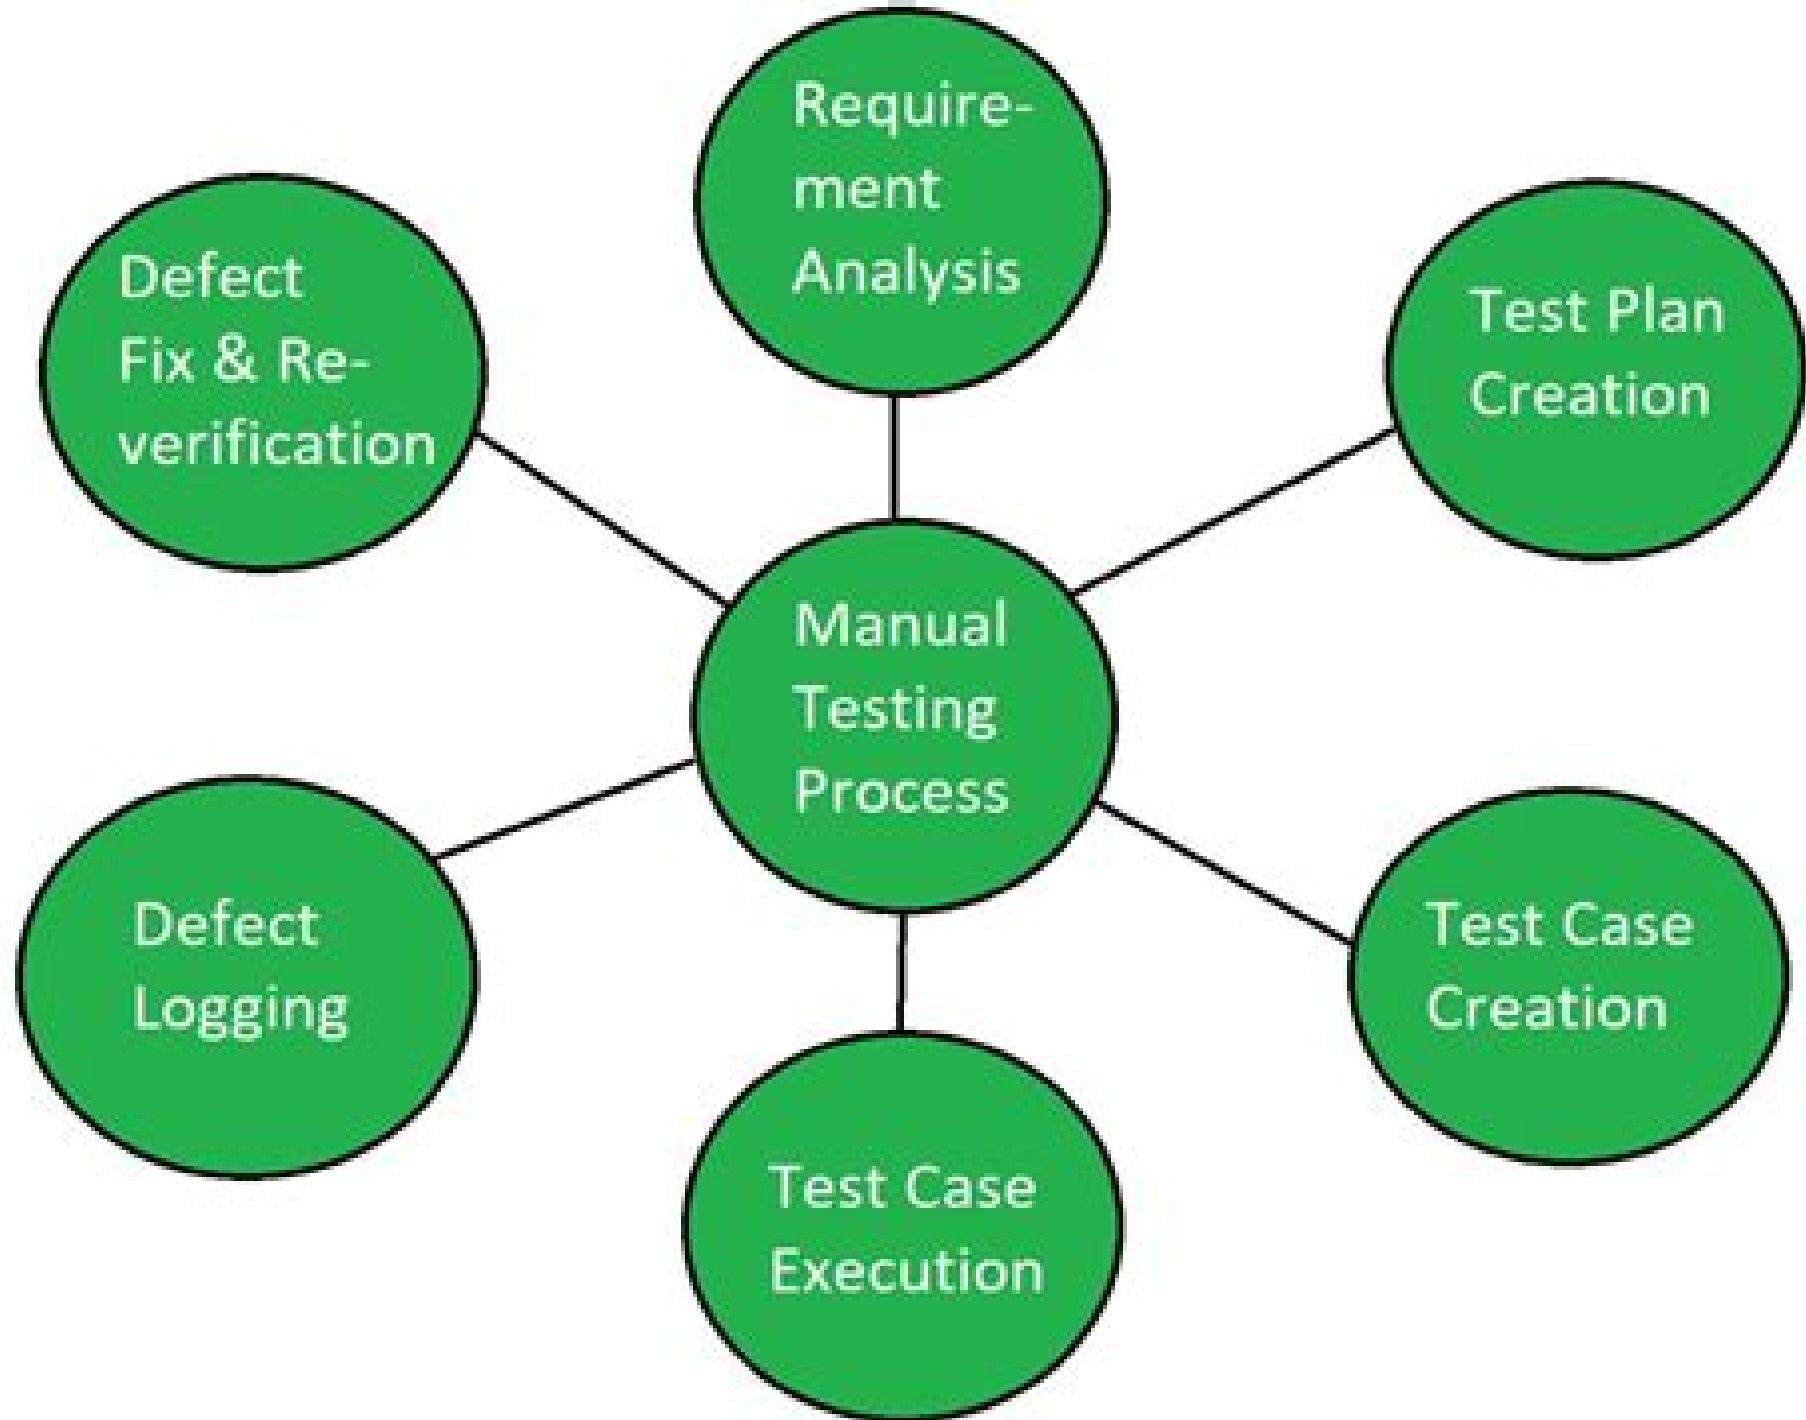 Require-
ment
Analysis
Defect
Fix & Re-
verification
Test Plan
Creation
Manual
Testing
Process
Defect
Logging
Test Case
Creation
Test Case
Execution